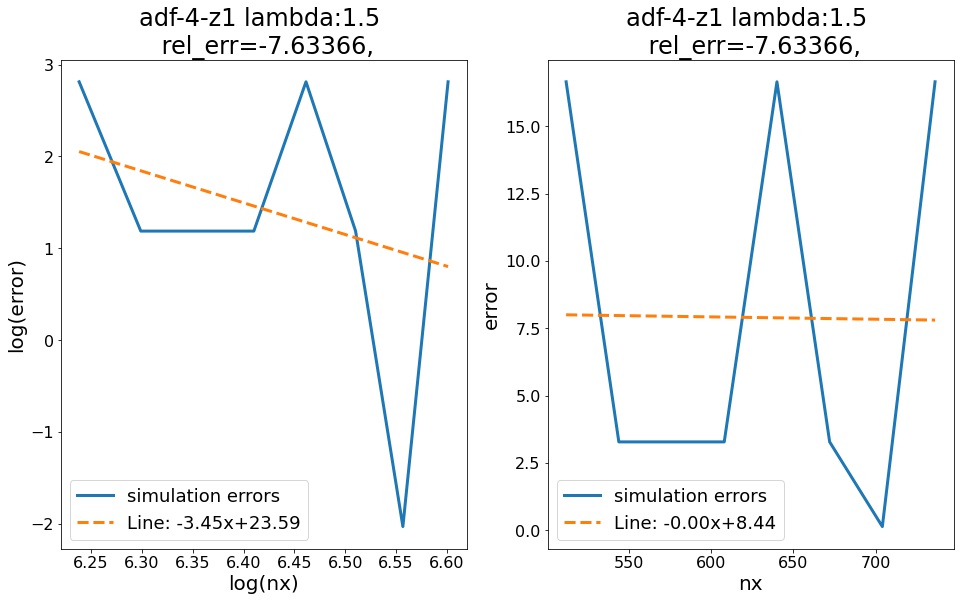 adf-4-z1 lambda:1.5
rel_err=-7.63366,
3
2
1
0
−1
−2
log(error)
simulation errors
Line: -3.45x+23.59
6.25 6.30 6.35 6.40 6.45 6.50 6.55 6.60
log(nx)
adf-4-z1 lambda:1.5
rel_err=-7.63366,
15.0
12.5
10.0
7.5
5.0
2.5
0.0
error
simulation errors
Line: -0.00x+8.44
550 600 650 700
nx